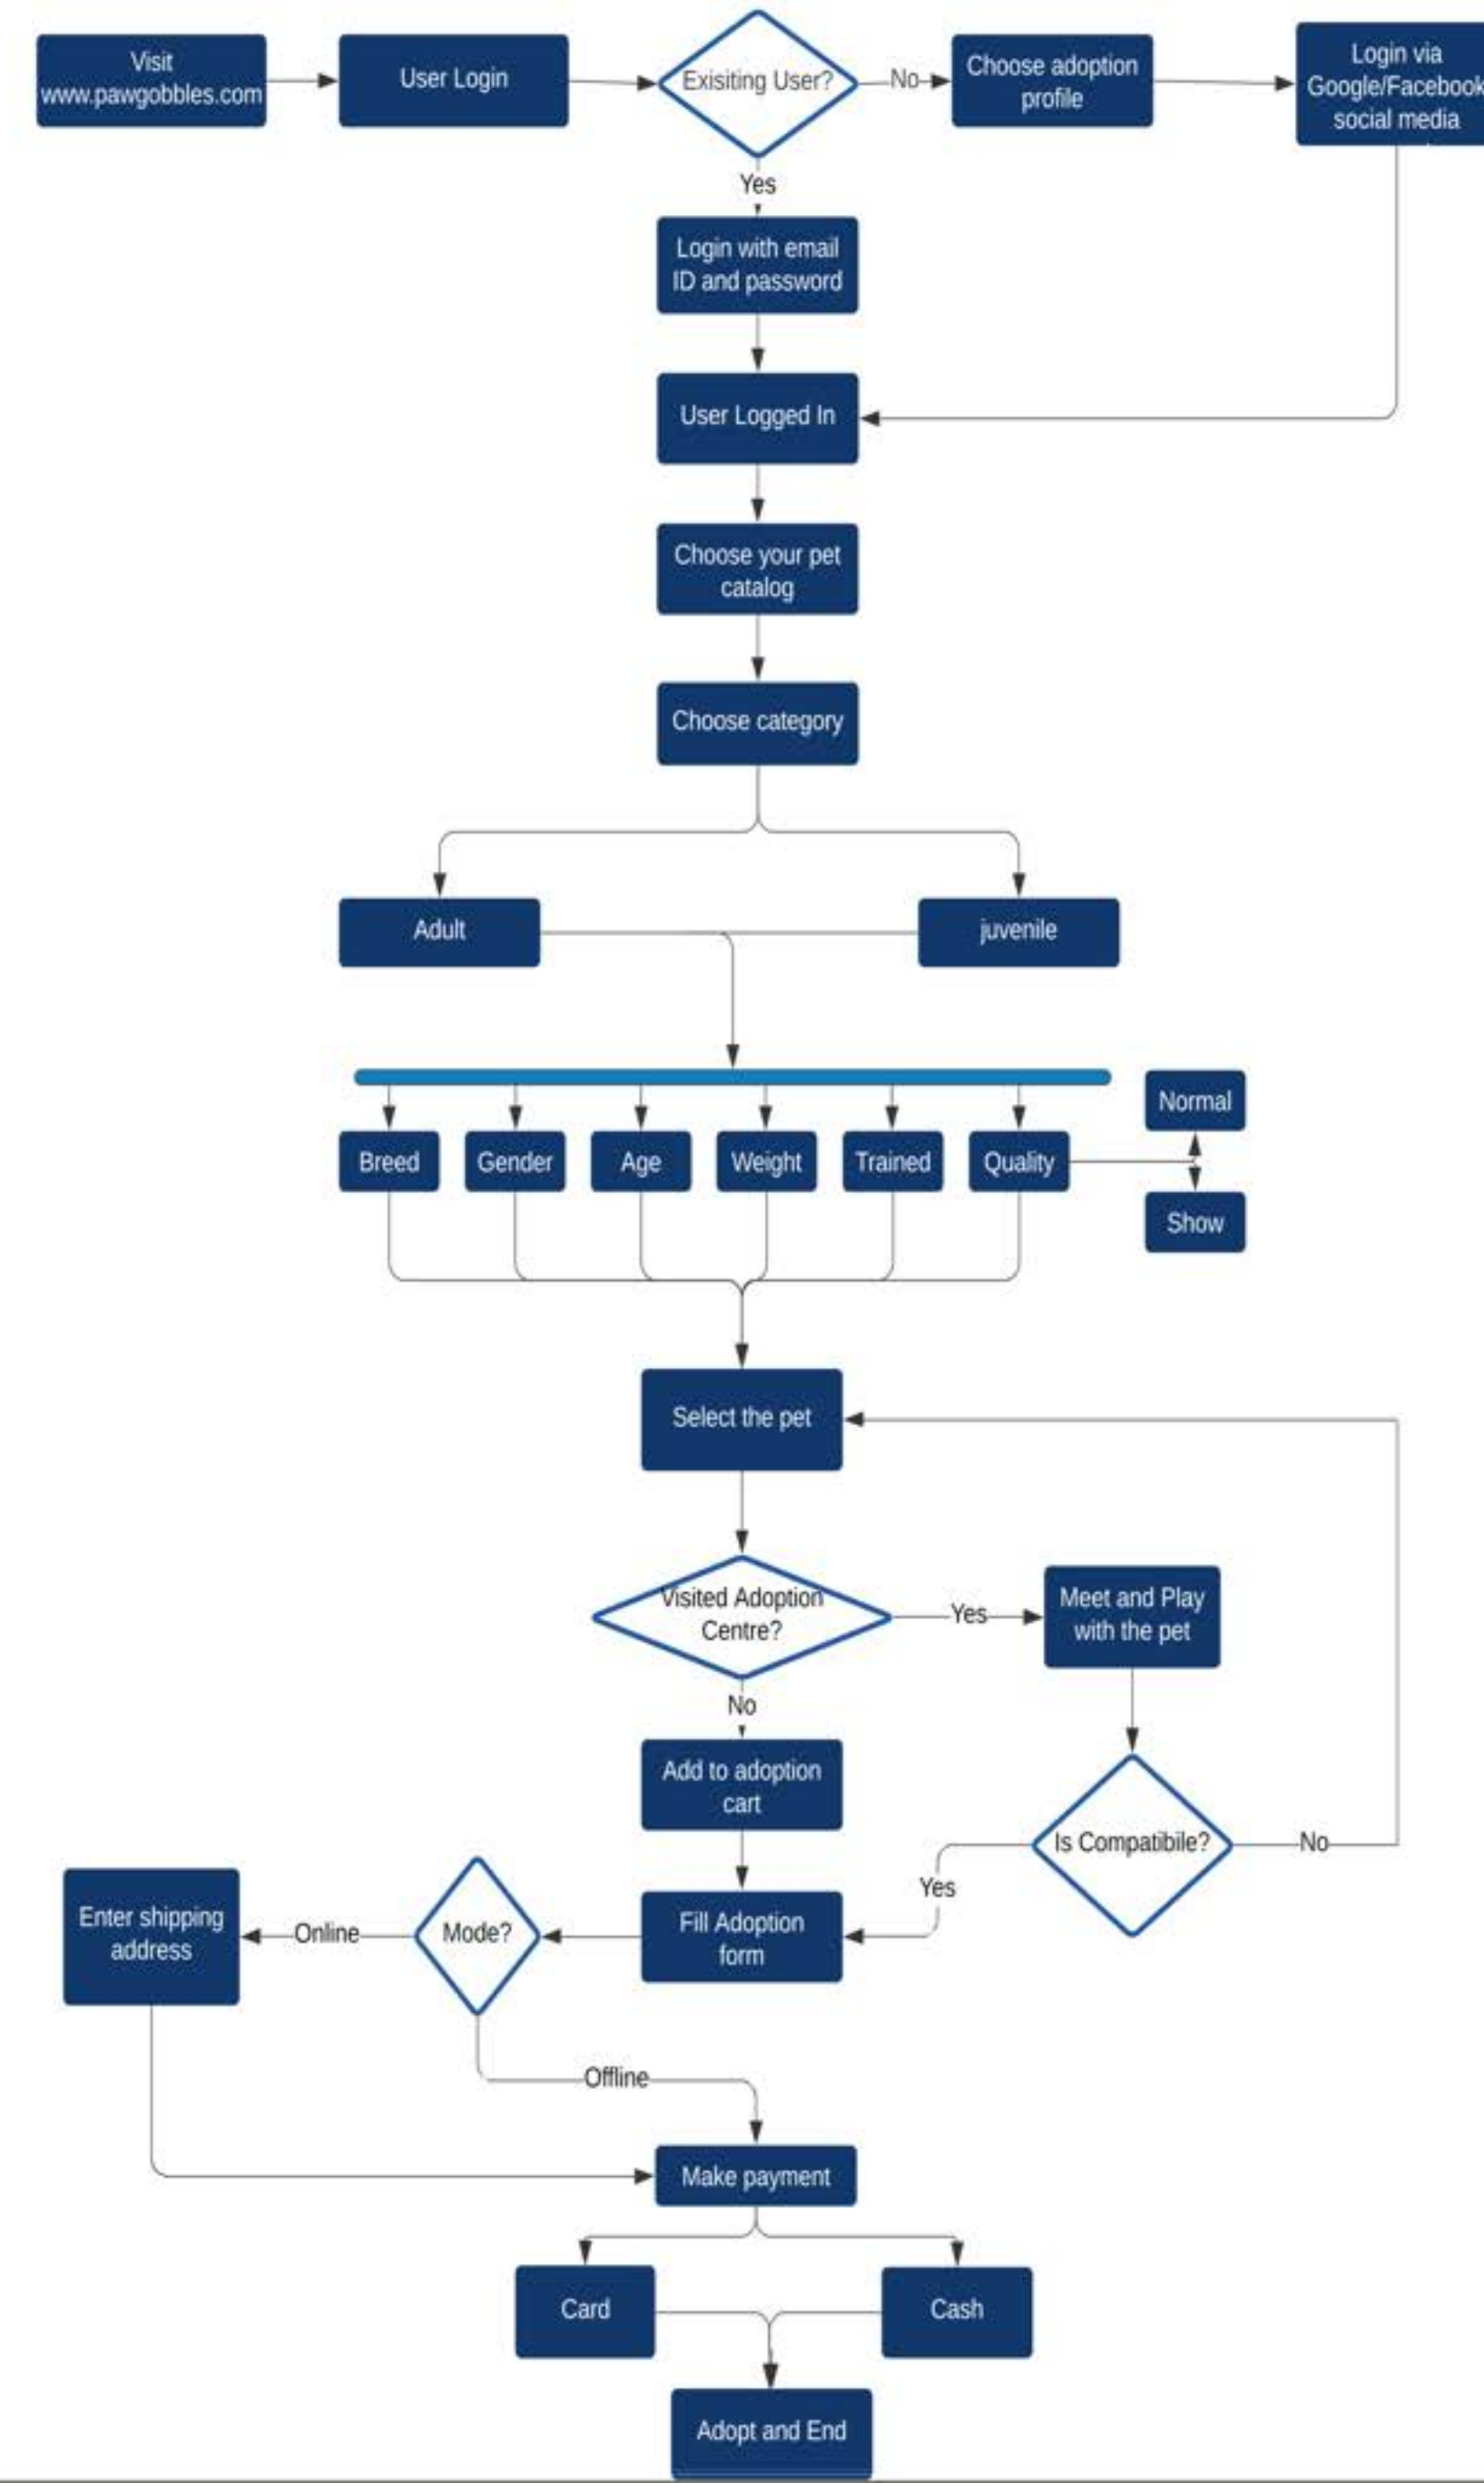 Visit
www.pawgobbles.com
User Login
Exisiting User?
No
Choose adoption
profile
Login via
Google/Facebook
social media
Yes
Login with email
ID and password
User Logged In
Choose your pet
catalog
Choose category
Adult
juvenile
Normal
Breed
Gender
Age
Weight
Trained
Quality
Show
Select the pet
Visited Adoption
Centre?
Yes
Meet and Play
with the pet
No
Add to adoption
cart
Is Compatibile?
No
Yes
Enter shipping
address
Online
Mode?
Fill Adoption
form
Offline
Make payment
Card
Cash
Adopt and End